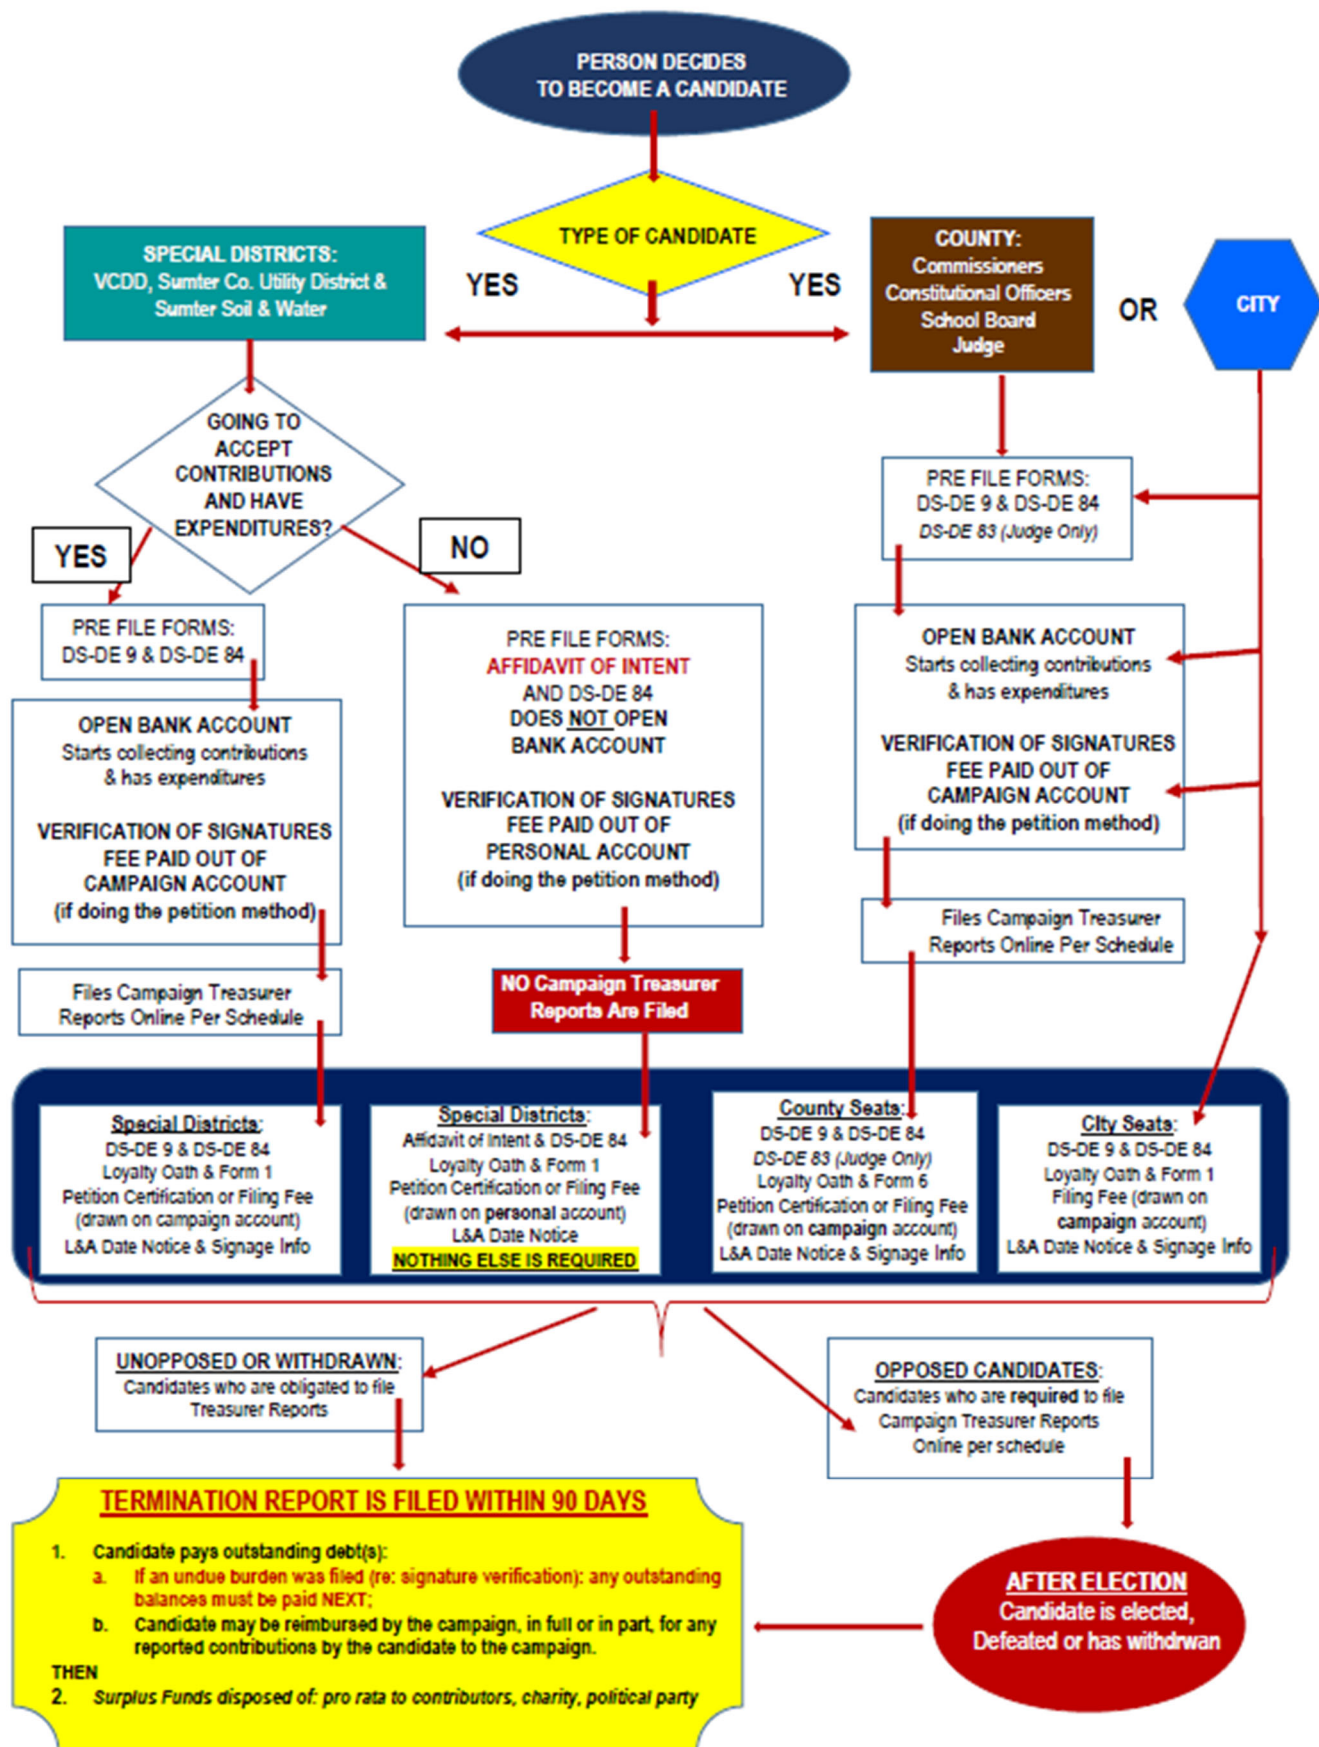 PERSON DECIDES
TO BECOME A CANDIDATE
TYPE OF CANDIDATE
YES
YES
SPECIAL DISTRICTS:
VCDD, Sumter Co. Utility District &
Sumter Soil & Water
COUNTY:
Commissioners
Constitutional Officers
School Board
Judge
OR
CITY
GOING TO
ACCEPT
CONTRIBUTIONS
AND HAVE
EXPENDITURES?
YES
NO
PRE FILE FORMS:
DS-DE 9 & DS-DE 84
OPEN BANK ACCOUNT
Starts collecting contributions
& has expenditures
VERIFICATION OF SIGNATURES
FEE PAID OUT OF
CAMPAIGN ACCOUNT
(if doing the petition method)
Files Campaign Treasurer
Reports Online Per Schedule
PRE FILE FORMS:
AFFIDAVIT OF INTENT
AND DS-DE 84
DOES NOT OPEN
BANK ACCOUNT
VERIFICATION OF SIGNATURES
FEE PAID OUT OF
PERSONAL ACCOUNT
(if doing the petition method)
NO Campaign Treasurer
Reports Are Filed
PRE FILE FORMS:
DS-DE 9 & DS-DE 84
DS-DE 83 (Judge Only)
OPEN BANK ACCOUNT
Starts collecting contributions
& has expenditures
VERIFICATION OF SIGNATURES
FEE PAID OUT OF
CAMPAIGN ACCOUNT
(if doing the petition method)
Files Campaign Treasurer
Reports Online Per Schedule
Special Districts:
DS-DE 9 & DS-DE 84
Loyalty Oath & Form 1
Petition Certification or Filing Fee
(drawn on campaign account)
L&A Date Notice & Signage Info
Special Districts:
Affidavit of Intent & DS-DE 84
Loyalty Oath & Form 1
Petition Certification or Filing Fee
(drawn on personal account)
L&A Date Notice
NOTHING ELSE IS REQUIRED
County Seats:
DS-DE 9 & DS-DE 84
DS-DE 83 (Judge Only)
Loyalty Oath & Form 6
Petition Certification or Filing Fee
(drawn on campaign account)
L&A Date Notice & Signage Info
City Seats:
DS-DE 9 & DS-DE 84
Loyalty Oath & Form 1
Filing Fee (drawn on
campaign account)
L&A Date Notice & Signage Info
UNOPPOSED OR WITHDRAWN:
Candidates who are obligated to file
Treasurer Reports
OPPOSED CANDIDATES:
Candidates who are required to file
Campaign Treasurer Reports
Online per schedule
TERMINATION REPORT IS FILED WITHIN 90 DAYS
1. Candidate pays outstanding debt(s):
a. If an undue burden was filed (re: signature verification): any outstanding
balances must be paid NEXT;
b. Candidate may be reimbursed by the campaign, in full or in part, for any
reported contributions by the candidate to the campaign.
THEN
2. Surplus Funds disposed of: pro rata to contributors, charity, political party
AFTER ELECTION
Candidate is elected,
Defeated or has withdrwan